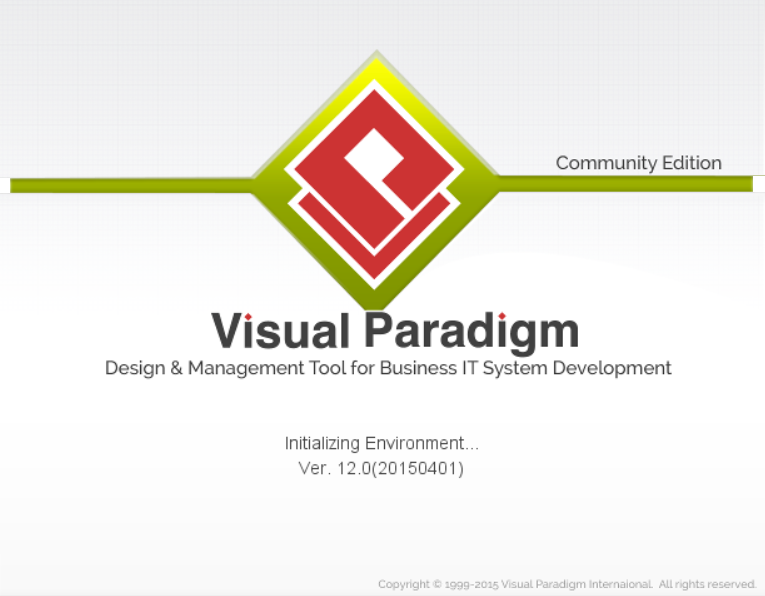 Community Edition
Visual Paradigm
Design & Management Tool for Business IT System Development
Initializing Environment...
Ver. 12.0(20150401)
Copyright © 1999-2015 Visual Paradigm Internaional. All rights reserved.